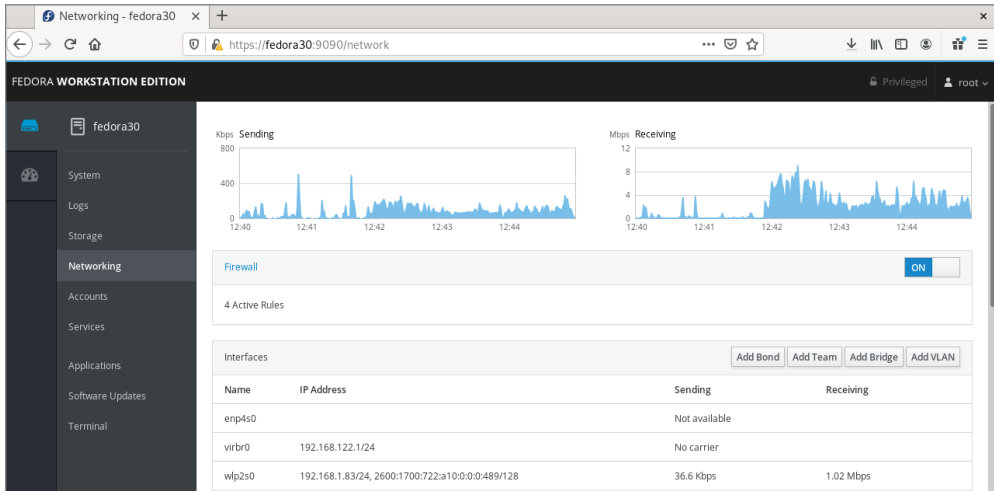 Networking - fedora30
https://fedora30:9090/network
FEDORA WORKSTATION EDITION
Privileged
root
fedora30
System
Logs
Storage
Networking
Accounts
Services
Applications
Software Updates
Terminal
Kbps Sending
800
400
0
12:40 12:41 12:42 12:43 12:44
Mbps Receiving
12
8
4
0
12:40 12:41 12:42 12:43 12:44
Firewall
ON
4 Active Rules
Interfaces
Add Bond Add Team Add Bridge Add VLAN
Name IP Address Sending Receiving
enp4s0 Not available
virbr0 192.168.122.1/24 No carrier
wlp2s0 192.168.1.83/24, 2600:1700:722:a10:0:0:0:489/128 36.6 Kbps 1.02 Mbps